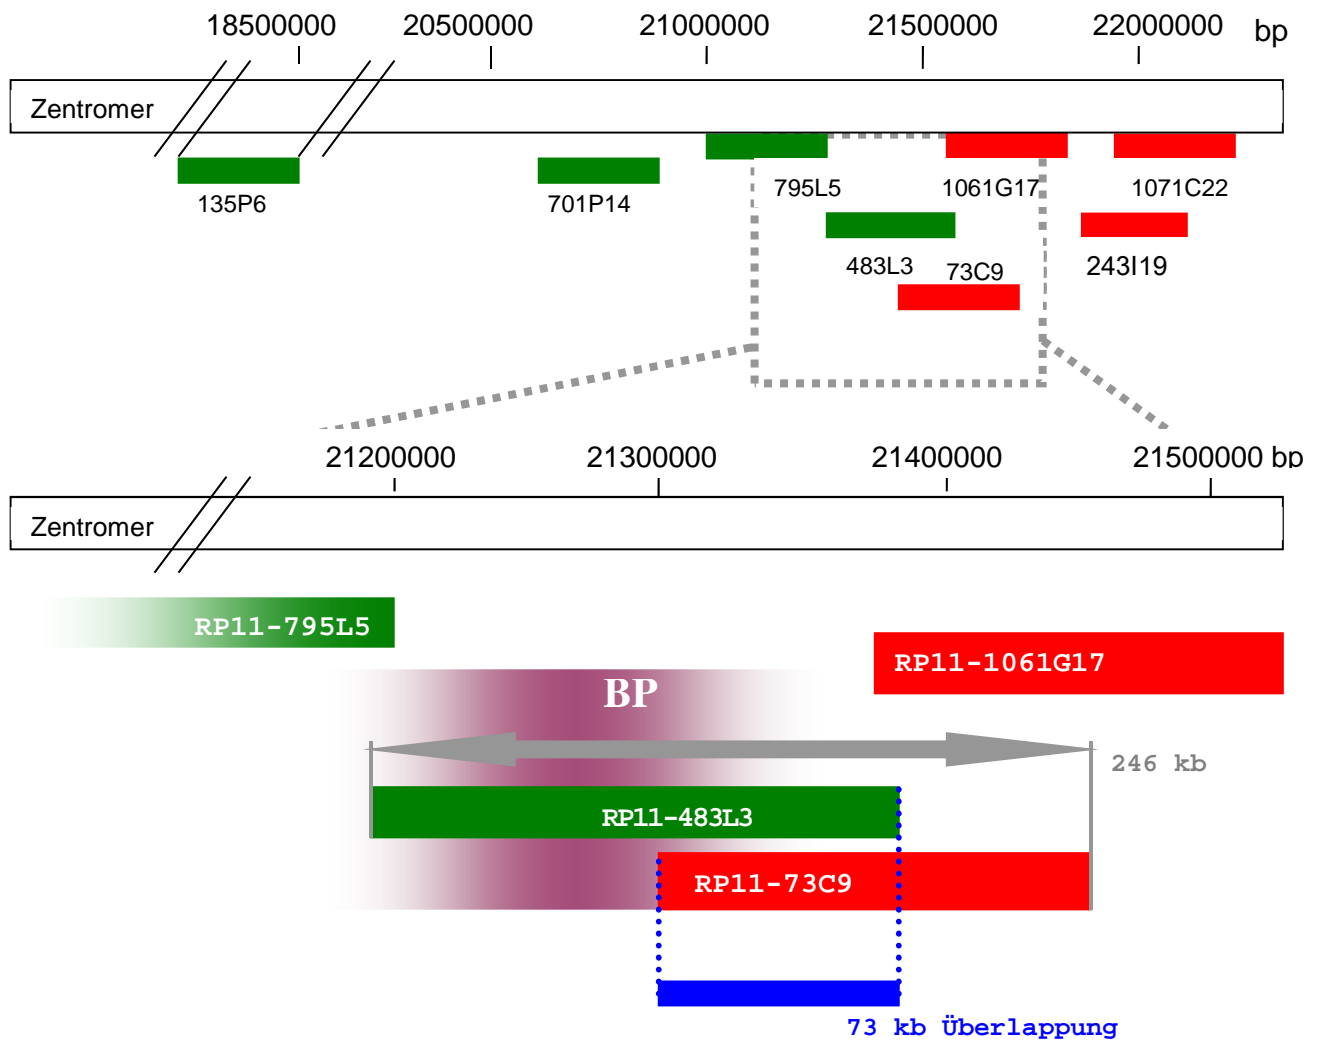 18500000 20500000 21000000 21500000 22000000 bp
Zentromer
135P6 701P14 795L5 1061G17 1071C22
483L3 73C9 243I19
21200000 21300000 21400000 21500000 bp
Zentromer
RP11-795L5
RP11-1061G17
BP
246 kb
RP11-483L3
RP11-73C9
73 kb Überlappung